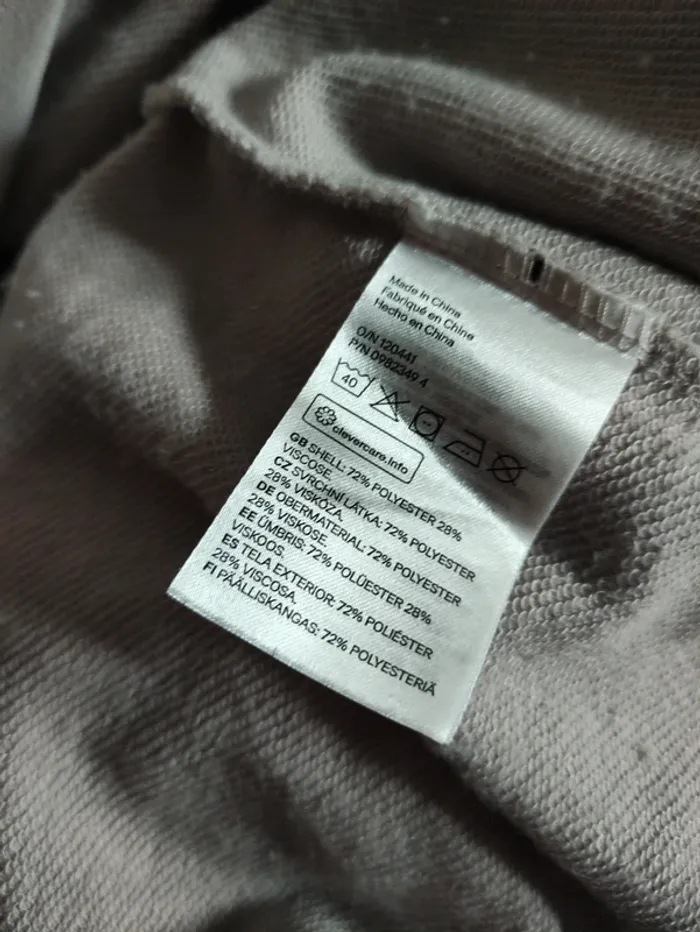 Made in China
Fabriqué en Chine
Hecho en China
O/N 120441
P/N 0982349 4
40
clevercare.info
GB SHELL: 72% POLYESTER 28%
VISCOSE.
CZ SVRCHNI LÁTKA: 72% POLYESTER
28% VISKÓZA.
DE OBERMATERIAL: 72% POLYESTER
28% VISKOSE.
EE ÜMBRIS: 72% POLÜESTER 28%
VISKOOS.
ES TELA EXTERIOR: 72% POLIÉSTER
28% VISCOSA.
FI PÄÄLLISKANGAS: 72% POLYESTERIÄ